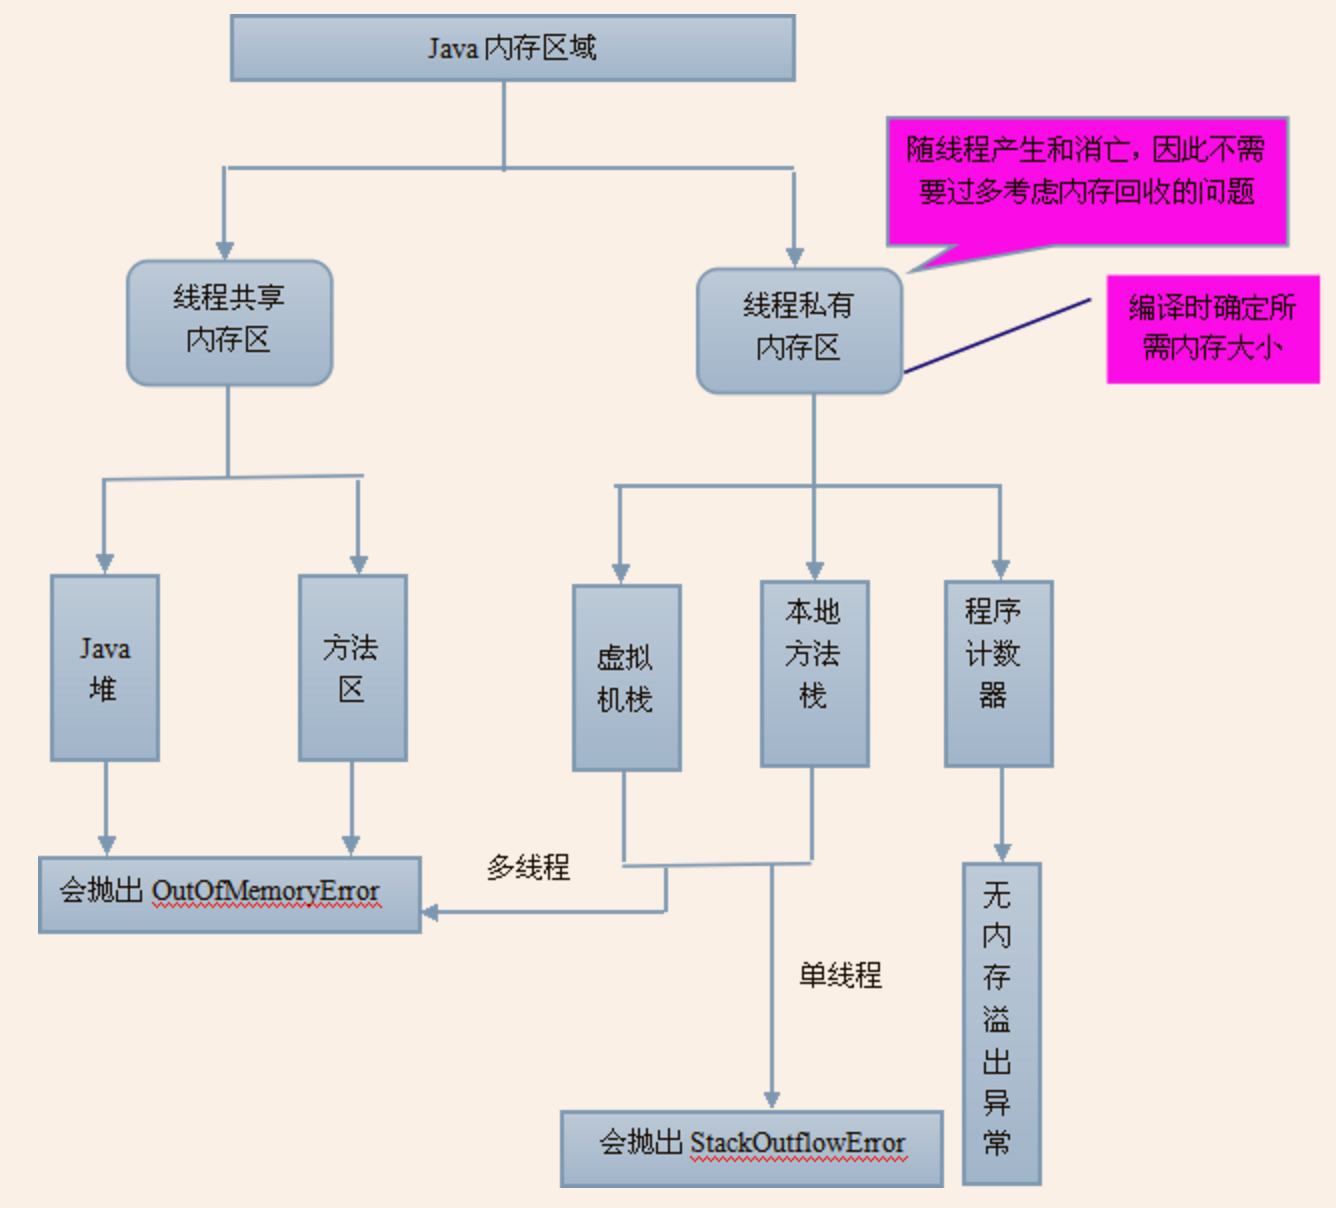 Java 内存区域
随线程产生和消亡，因此不需
要过多考虑内存回收的问题
线程共享
内存区
线程私有
内存区
编译时确定所
需内存大小
Java
堆
方法
区
虚拟
机栈
本地
方法
栈
程序
计数
器
会抛出 OutOfMemoryError
多线程
单线程
会抛出 StackOutflowError
无
内
存
溢
出
异
常